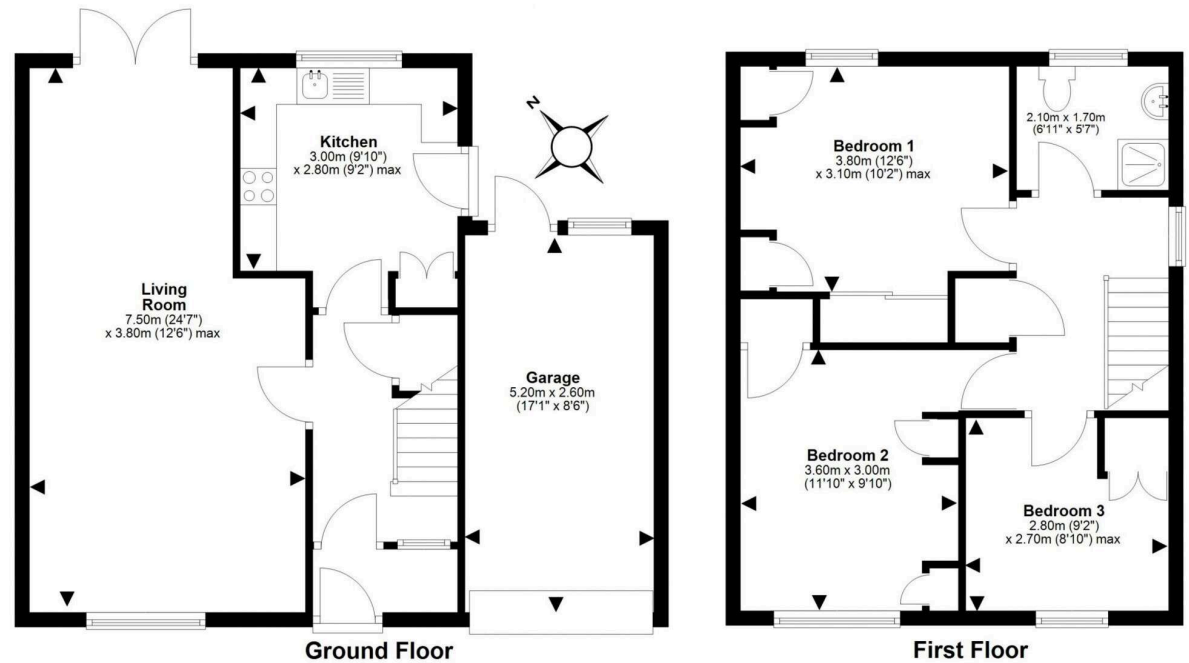 N
Kitchen
3.00m (9'10")
x 2.80m (9'2") max
Living
Room
7.50m (24'7")
x 3.80m (12'6") max
Garage
5.20m x 2.60m
(17'1" x 8'6")
Ground Floor
2.10m x 1.70m
(6'11" x 5'7")
Bedroom 1
3.80m (12'6")
x 3.10m (10'2") max
Bedroom 2
3.60m x 3.00m
(11'10" x 9'10")
Bedroom 3
2.80m (9'2")
x 2.70m (8'10") max
First Floor